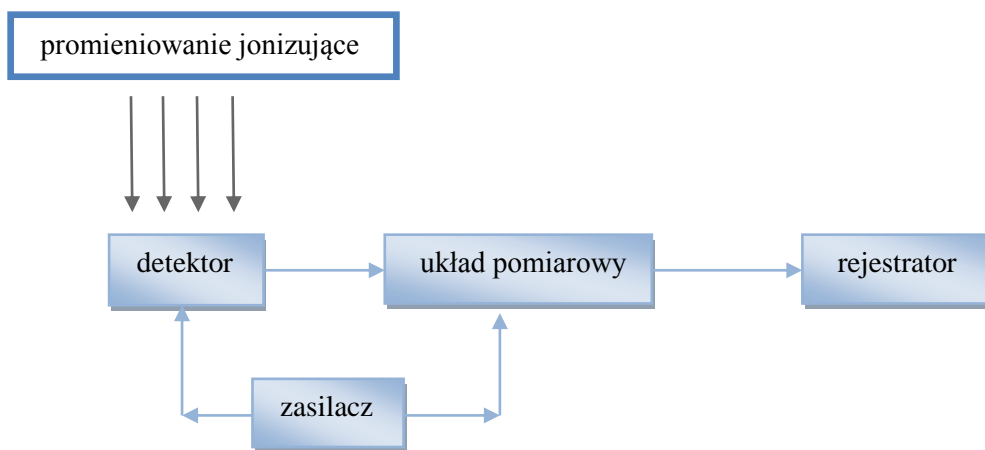 promieniowanie jonizujące
detektor
układ pomiarowy
rejestrator
zasilacz